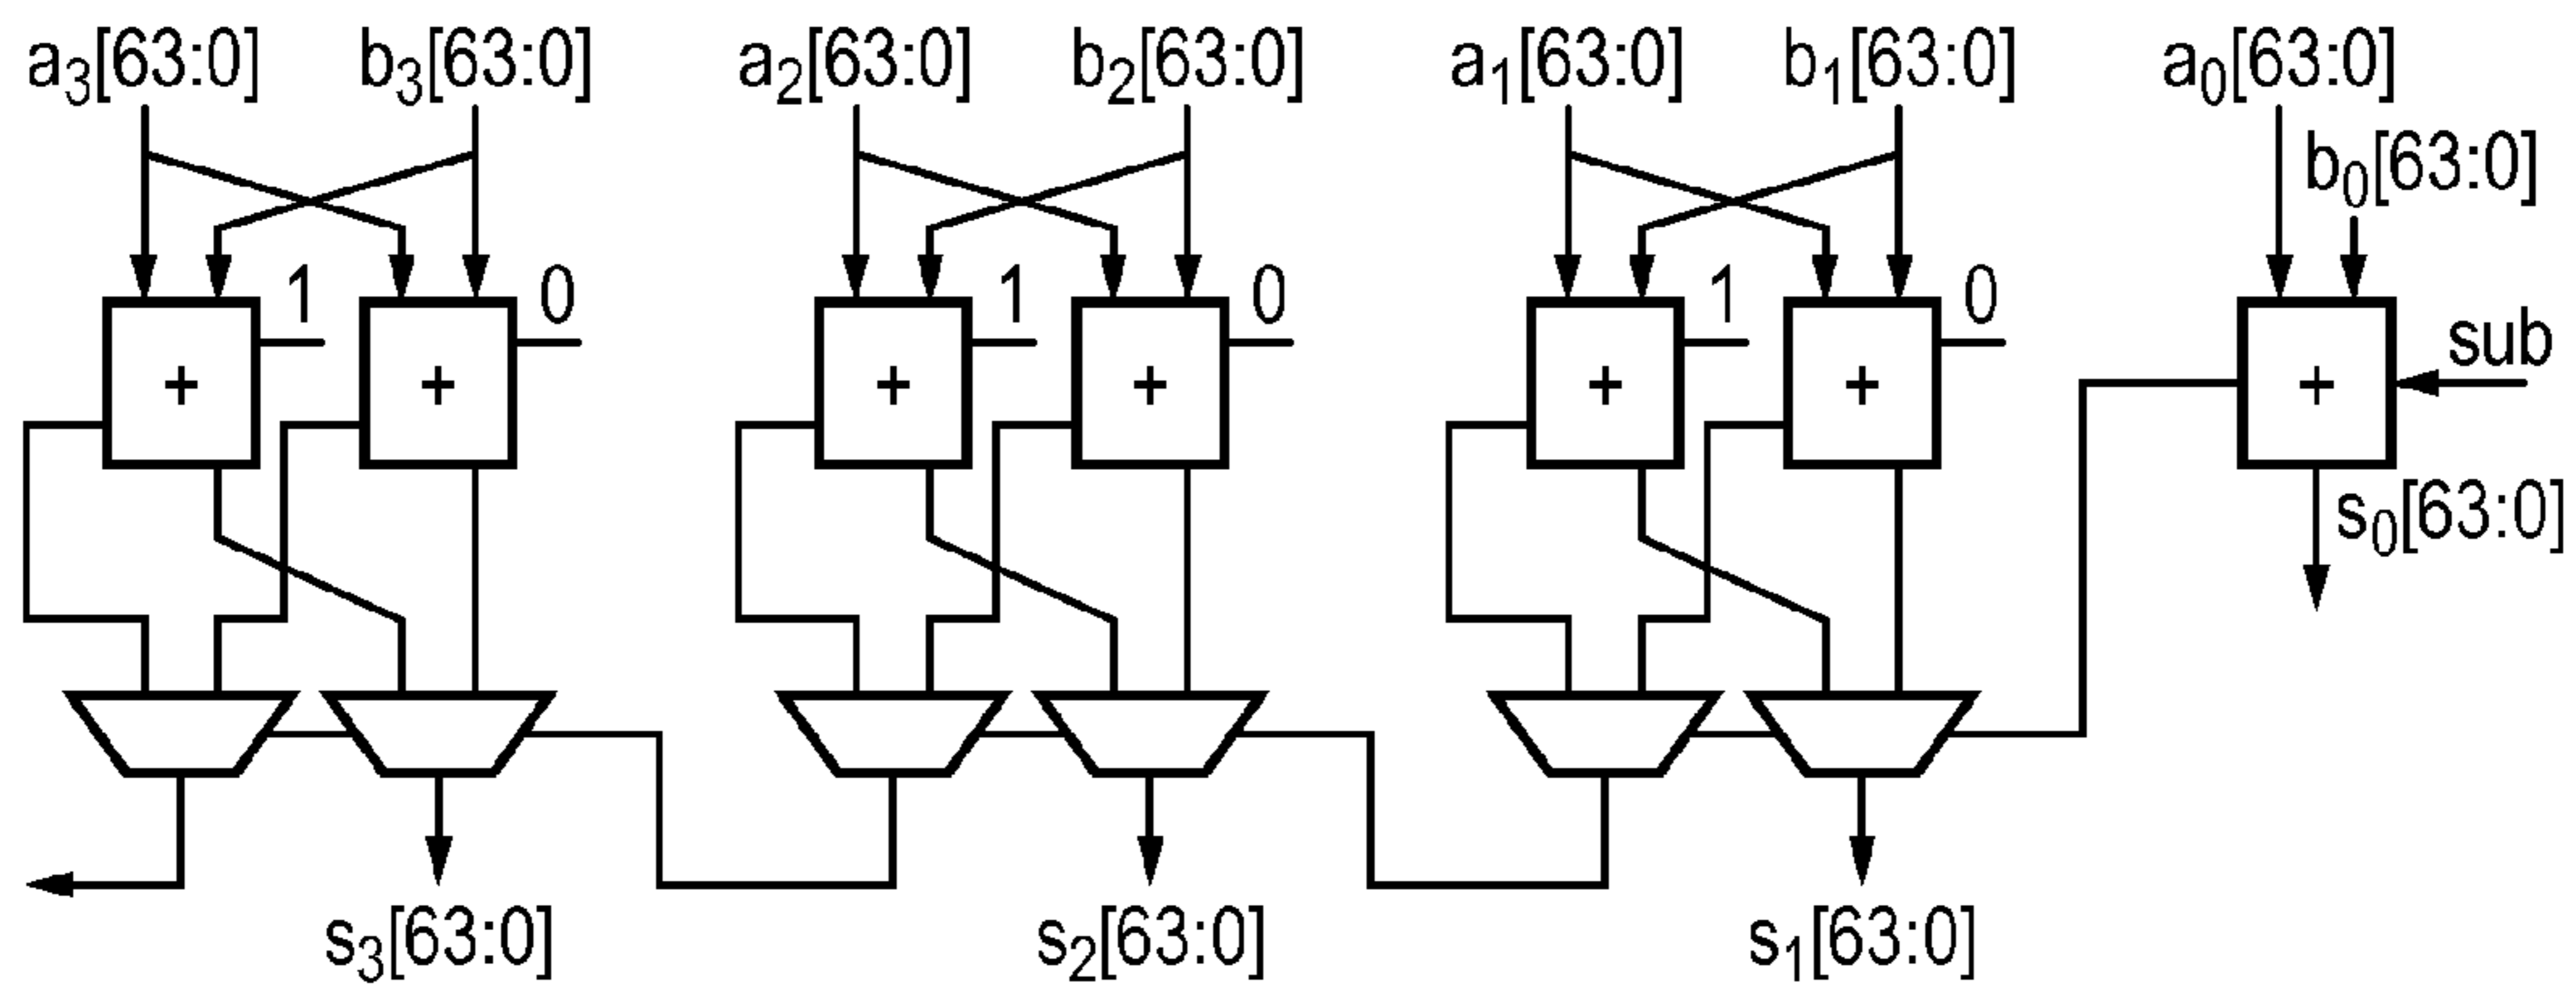 a3[63:0] b3[63:0] a2[63:0] b2[63:0] a1[63:0] b1[63:0] a0[63:0]
b0[63:0]
1 0 1 0 1 0
sub
+ + + + + + +
s0[63:0]
s3[63:0] s2[63:0] s1[63:0]